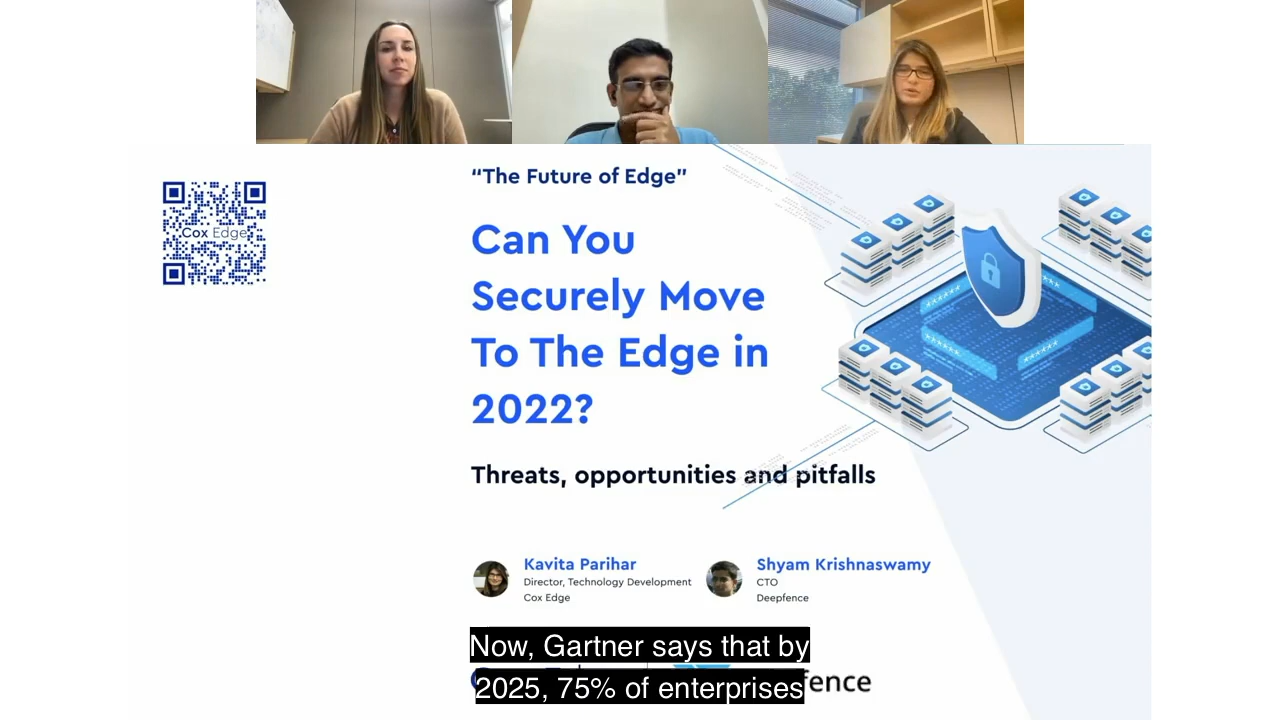 “The Future of Edge”
Cox Edge
Can You
Securely Move
To The Edge in
2022?
Threats, opportunities and pitfalls
Kavita Parihar
Director, Technology Development
Cox Edge
Shyam Krishnaswamy
CTO
Deepfence
Now, Gartner says that by
2025, 75% of enterprises
fence